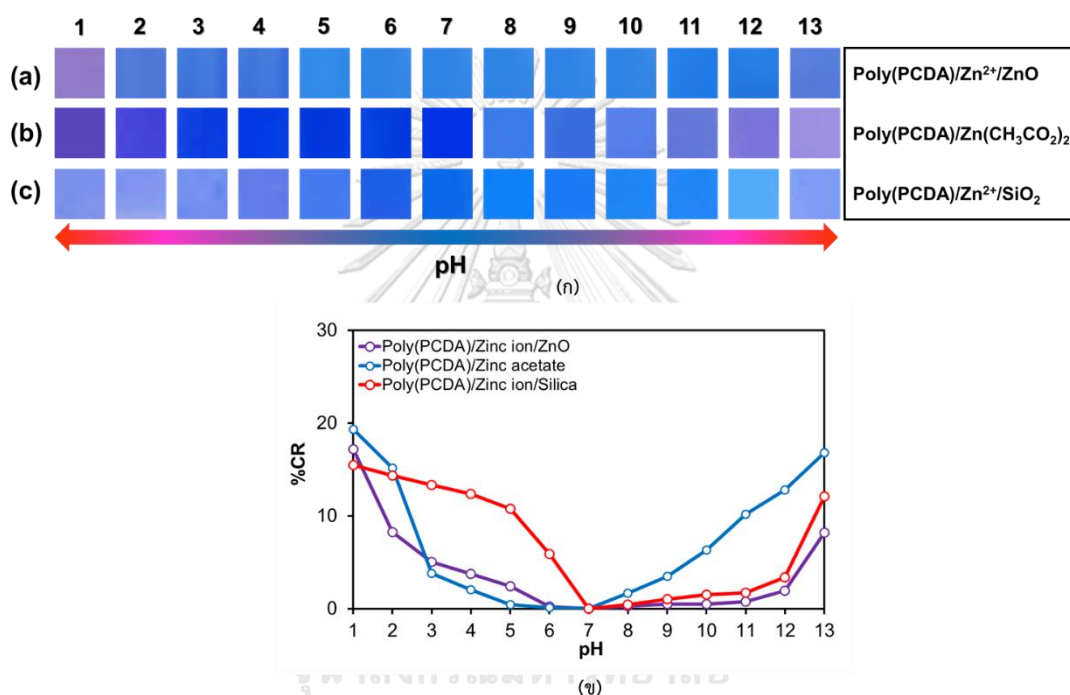 1 2 3 4 5 6 7 8 9 10 11 12 13
(a) Poly(PCDA)/Zn²⁺/ZnO
(b) Poly(PCDA)/Zn(CH₃CO₂)₂
(c) Poly(PCDA)/Zn²⁺/SiO₂
pH
(ก)
30
Poly(PCDA)/Zinc ion/ZnO
Poly(PCDA)/Zinc acetate
Poly(PCDA)/Zinc ion/Silica
20
%CR
10
0
1 2 3 4 5 6 7 8 9 10 11 12 13
pH
(ข)